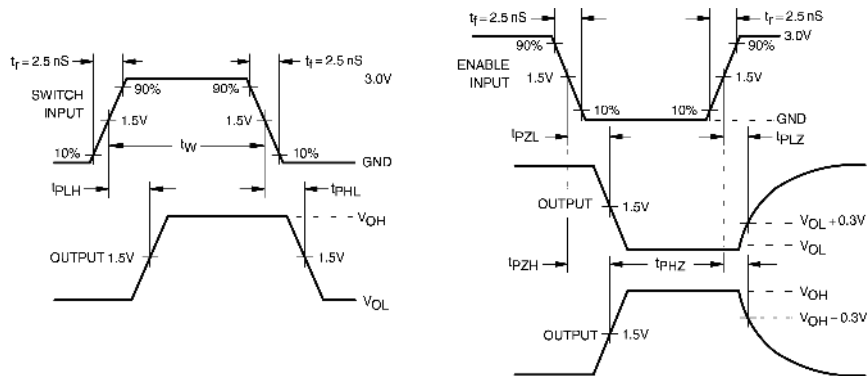 tr = 2.5 nS
tf = 2.5 nS
3.0V
SWITCH
INPUT
90%
90%
1.5V
1.5V
tW
10%
10%
GND
tPLH
tPHL
VOH
OUTPUT
1.5V
1.5V
VOL
tf = 2.5 nS
tr = 2.5 nS
3.0V
90%
90%
ENABLE
INPUT
1.5V
1.5V
10%
10%
GND
tPZL
tPLZ
OUTPUT
1.5V
VOL + 0.3V
VOL
tPZH
tPHZ
VOH
VOH – 0.3V
OUTPUT
1.5V